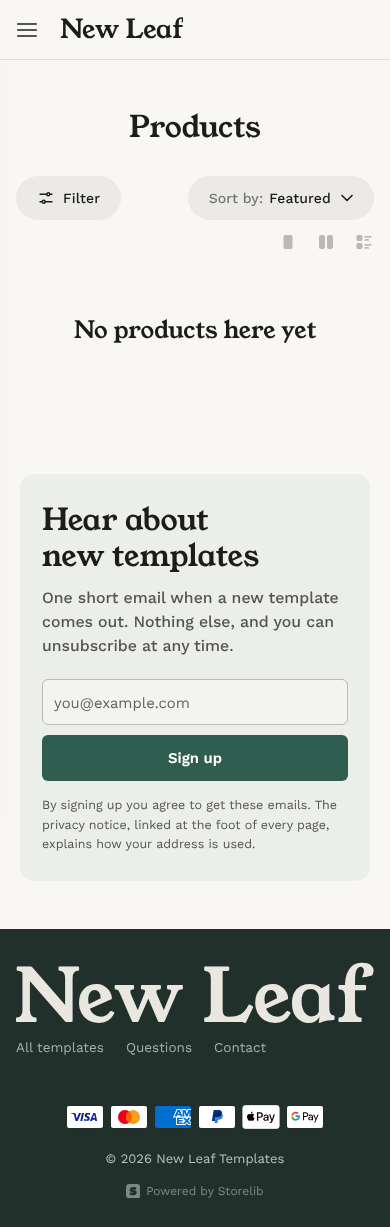 New Leaf
Products
Filter
Sort by: Featured
No products here yet
Hear about
new templates
One short email when a new template
comes out. Nothing else, and you can
unsubscribe at any time.
you@example.com
Sign up
By signing up you agree to get these emails. The
privacy notice, linked at the foot of every page,
explains how your address is used.
New Leaf
All templates Questions Contact
VISA AMEX P Pay G Pay
© 2026 New Leaf Templates
S Powered by Storelib